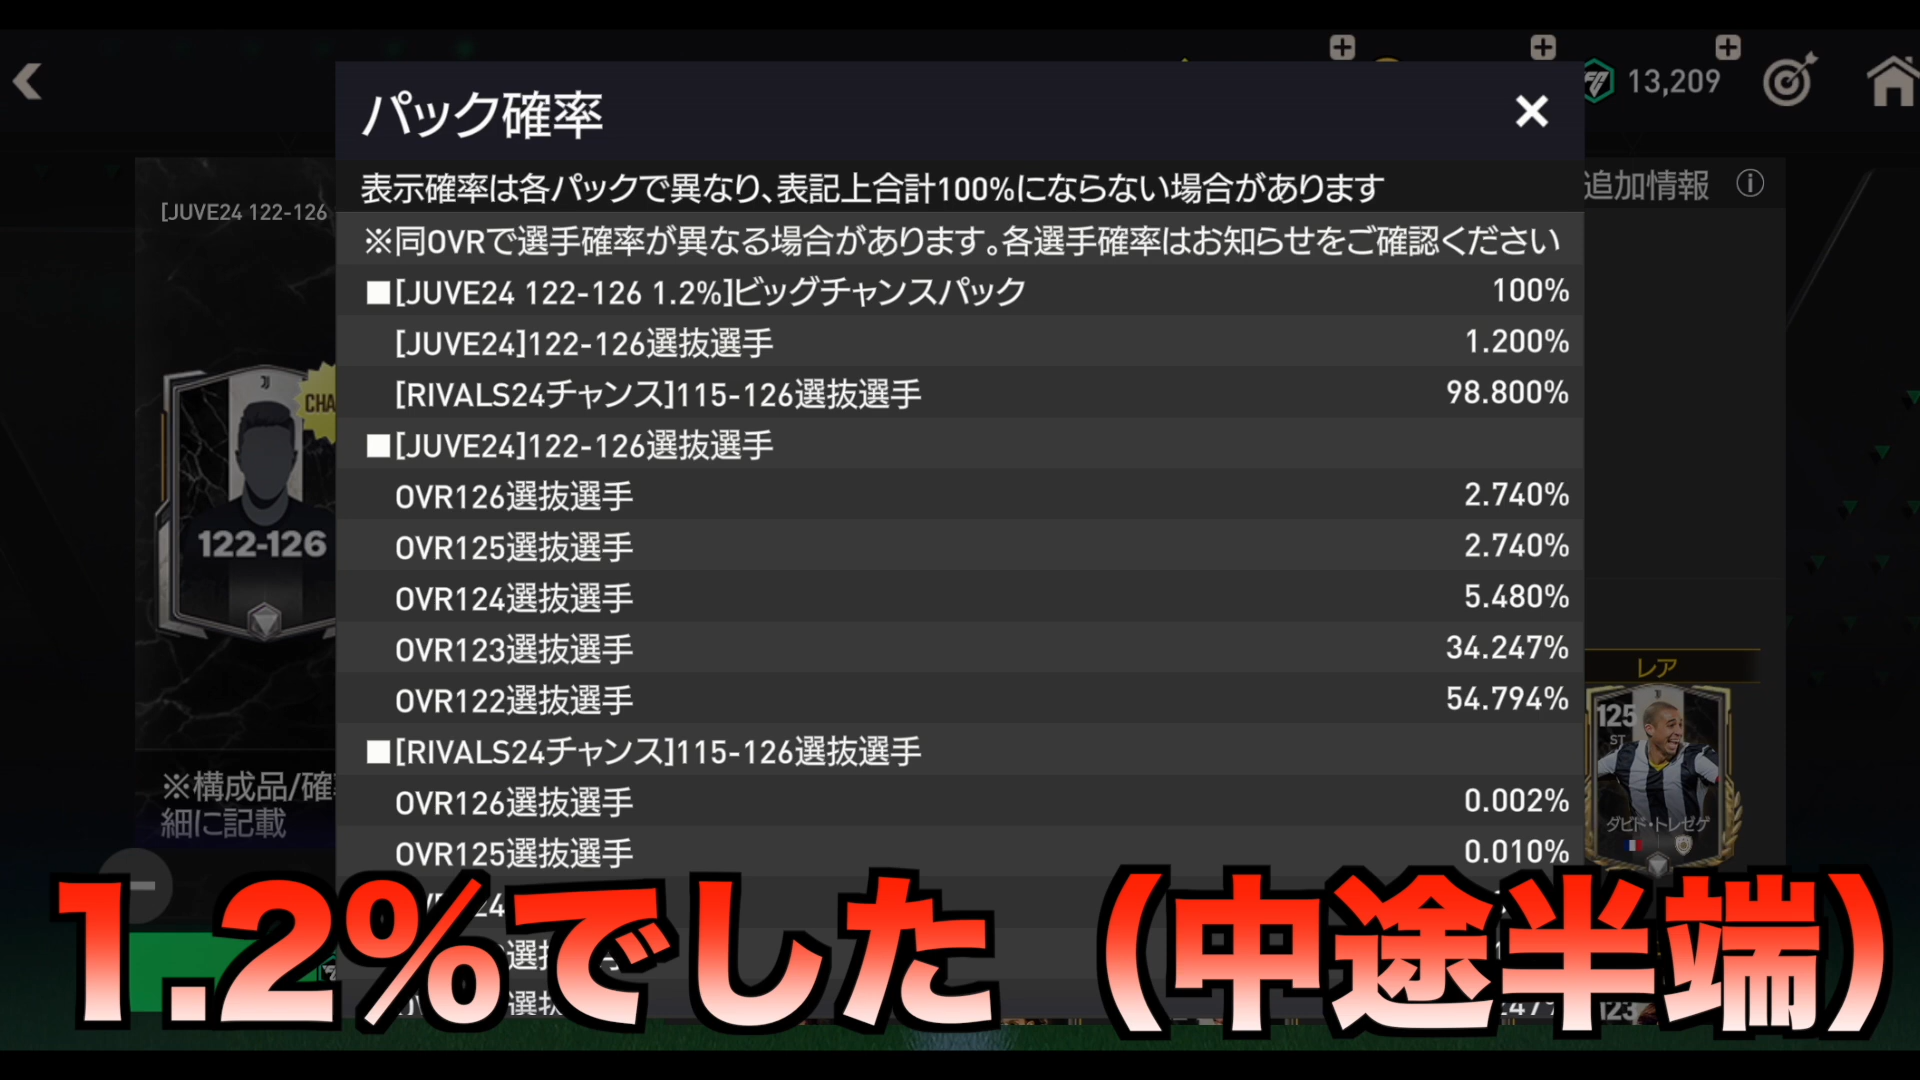 13,209
パック確率
表示確率は各パックで異なり、表記上合計100%にならない場合があります
追加情報
[JUVE24 122-126
※同OVRで選手確率が異なる場合があります。各選手確率はお知らせをご確認ください
■[JUVE24 122-126 1.2%]ビッグチャンスパック 100%
[JUVE24]122-126選抜選手 1.200%
[RIVALS24チャンス]115-126選抜選手 98.800%
CHA
■[JUVE24]122-126選抜選手
OVR126選抜選手 2.740%
122-126
OVR125選抜選手 2.740%
OVR124選抜選手 5.480%
OVR123選抜選手 34.247%
レア
OVR122選抜選手 54.794%
125
ST
■[RIVALS24チャンス]115-126選抜選手
※構成品/確
細に記載
OVR126選抜選手 0.002%
ダビド・トレゼゲ
OVR125選抜選手 0.010%
1.2%でした（中途半端）